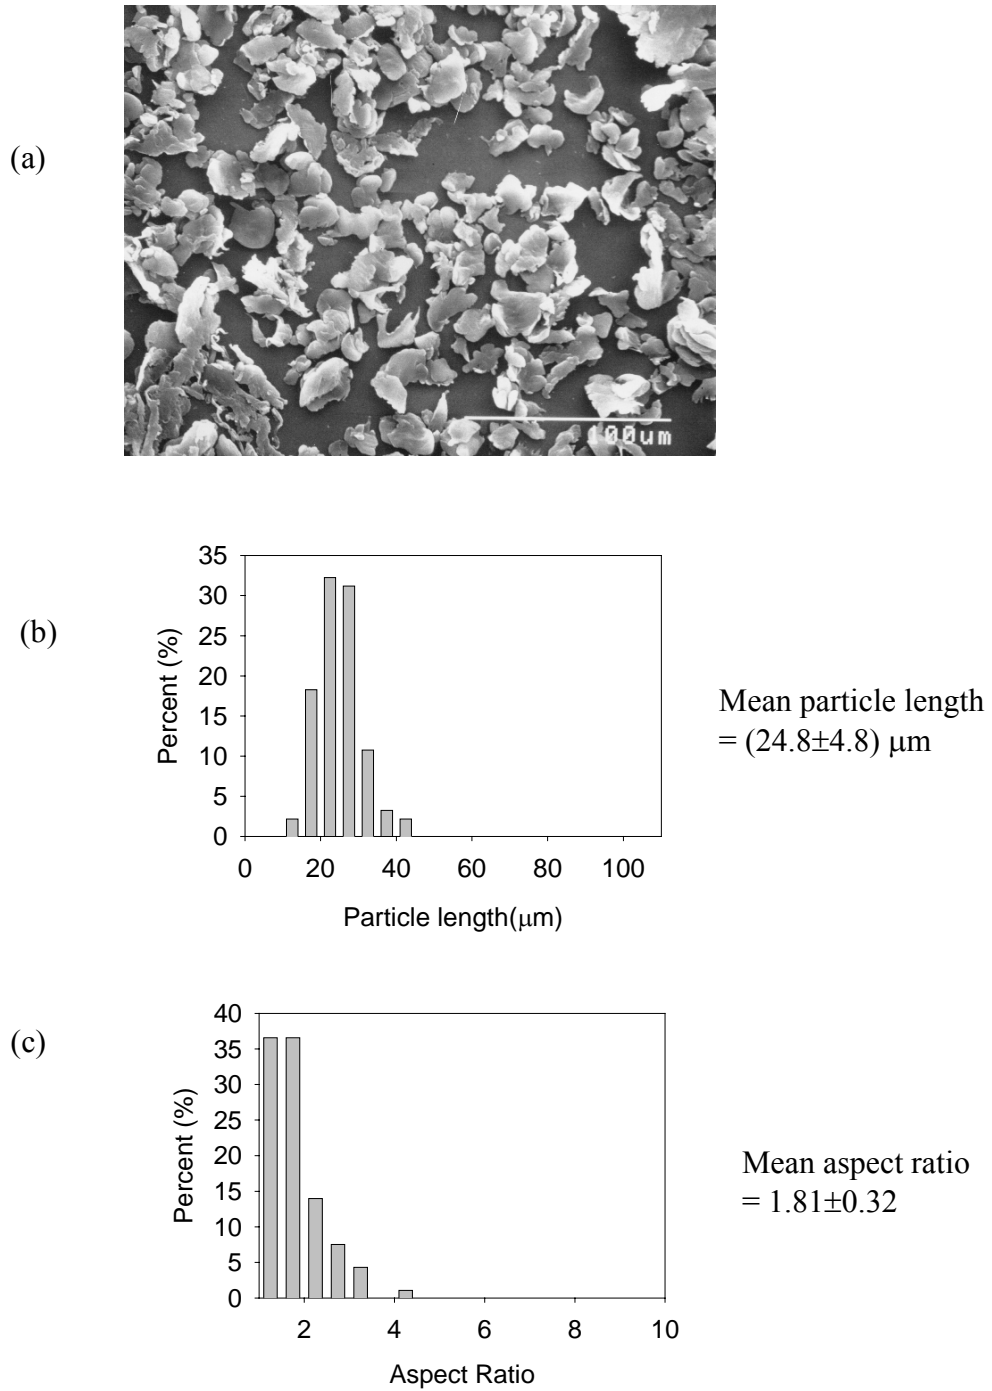 (a)
100um
(b)
35
30
25
20
15
10
5
0
Percent (%)
0 20 40 60 80 100
Particle length(μm)
Mean particle length
= (24.8±4.8) μm
(c)
40
35
30
25
20
15
10
5
0
Percent (%)
2 4 6 8 10
Aspect Ratio
Mean aspect ratio
= 1.81±0.32